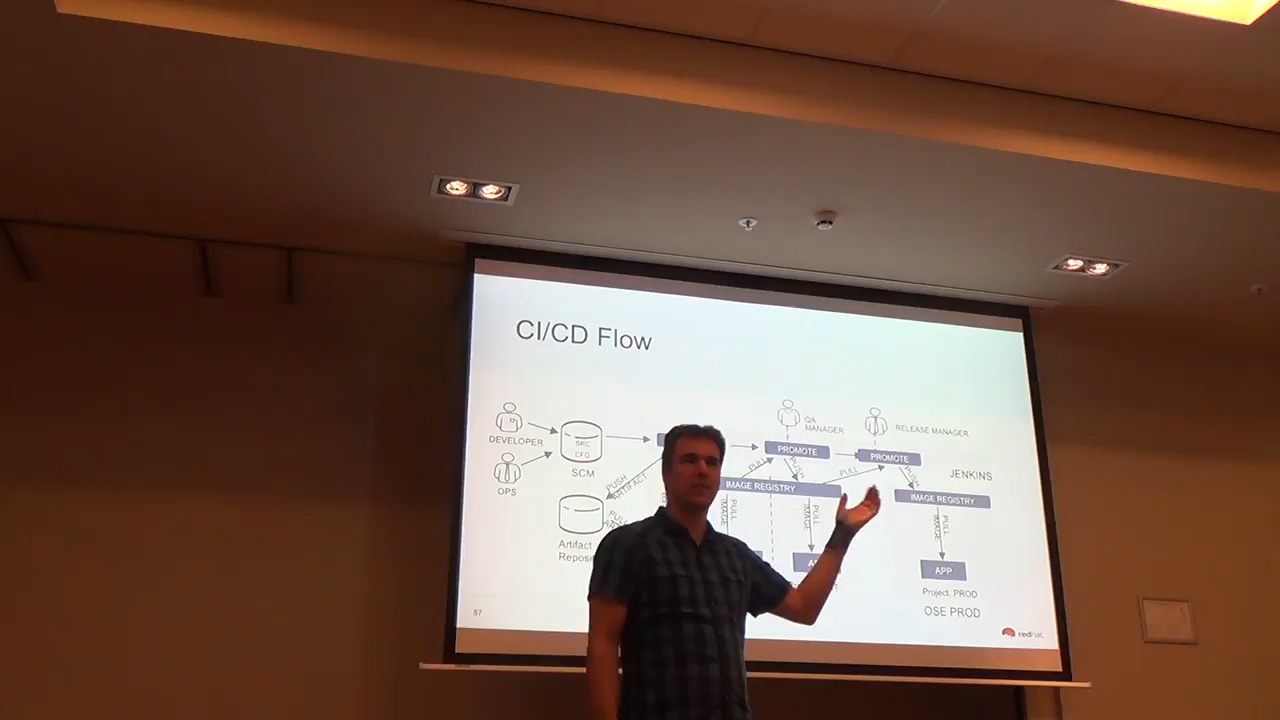 CI/CD Flow
QA
MANAGER
RELEASE MANAGER
DEVELOPER
SRC
CFG
SCM
OPS
PROMOTE
PROMOTE
JENKINS
PUSH
ARTIFACT
PULL
PUSH
PULL
PUSH
IMAGE REGISTRY
IMAGE REGISTRY
PULL
IMAGE
PULL
IMAGE
PULL
IMAGE
PULL
Artifact
APP
Project, PROD
OSE PROD
57
redhat